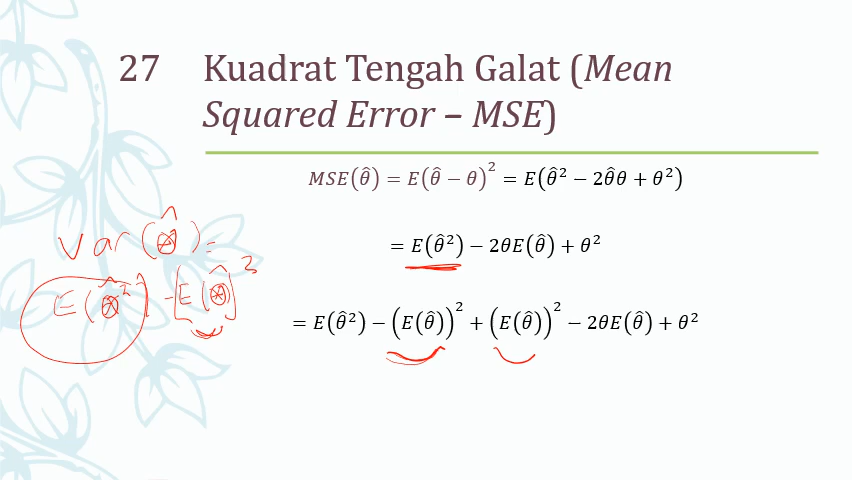 27 Kuadrat Tengah Galat (Mean
Squared Error – MSE)
MSE(θ̂) = E(θ̂ − θ)² = E(θ̂² − 2θ̂θ + θ²)
= E(θ̂²) − 2θE(θ̂) + θ²
= E(θ̂²) − (E(θ̂))² + (E(θ̂))² − 2θE(θ̂) + θ²
Var(θ̂) =
E(θ̂²) − [E(θ̂)]²